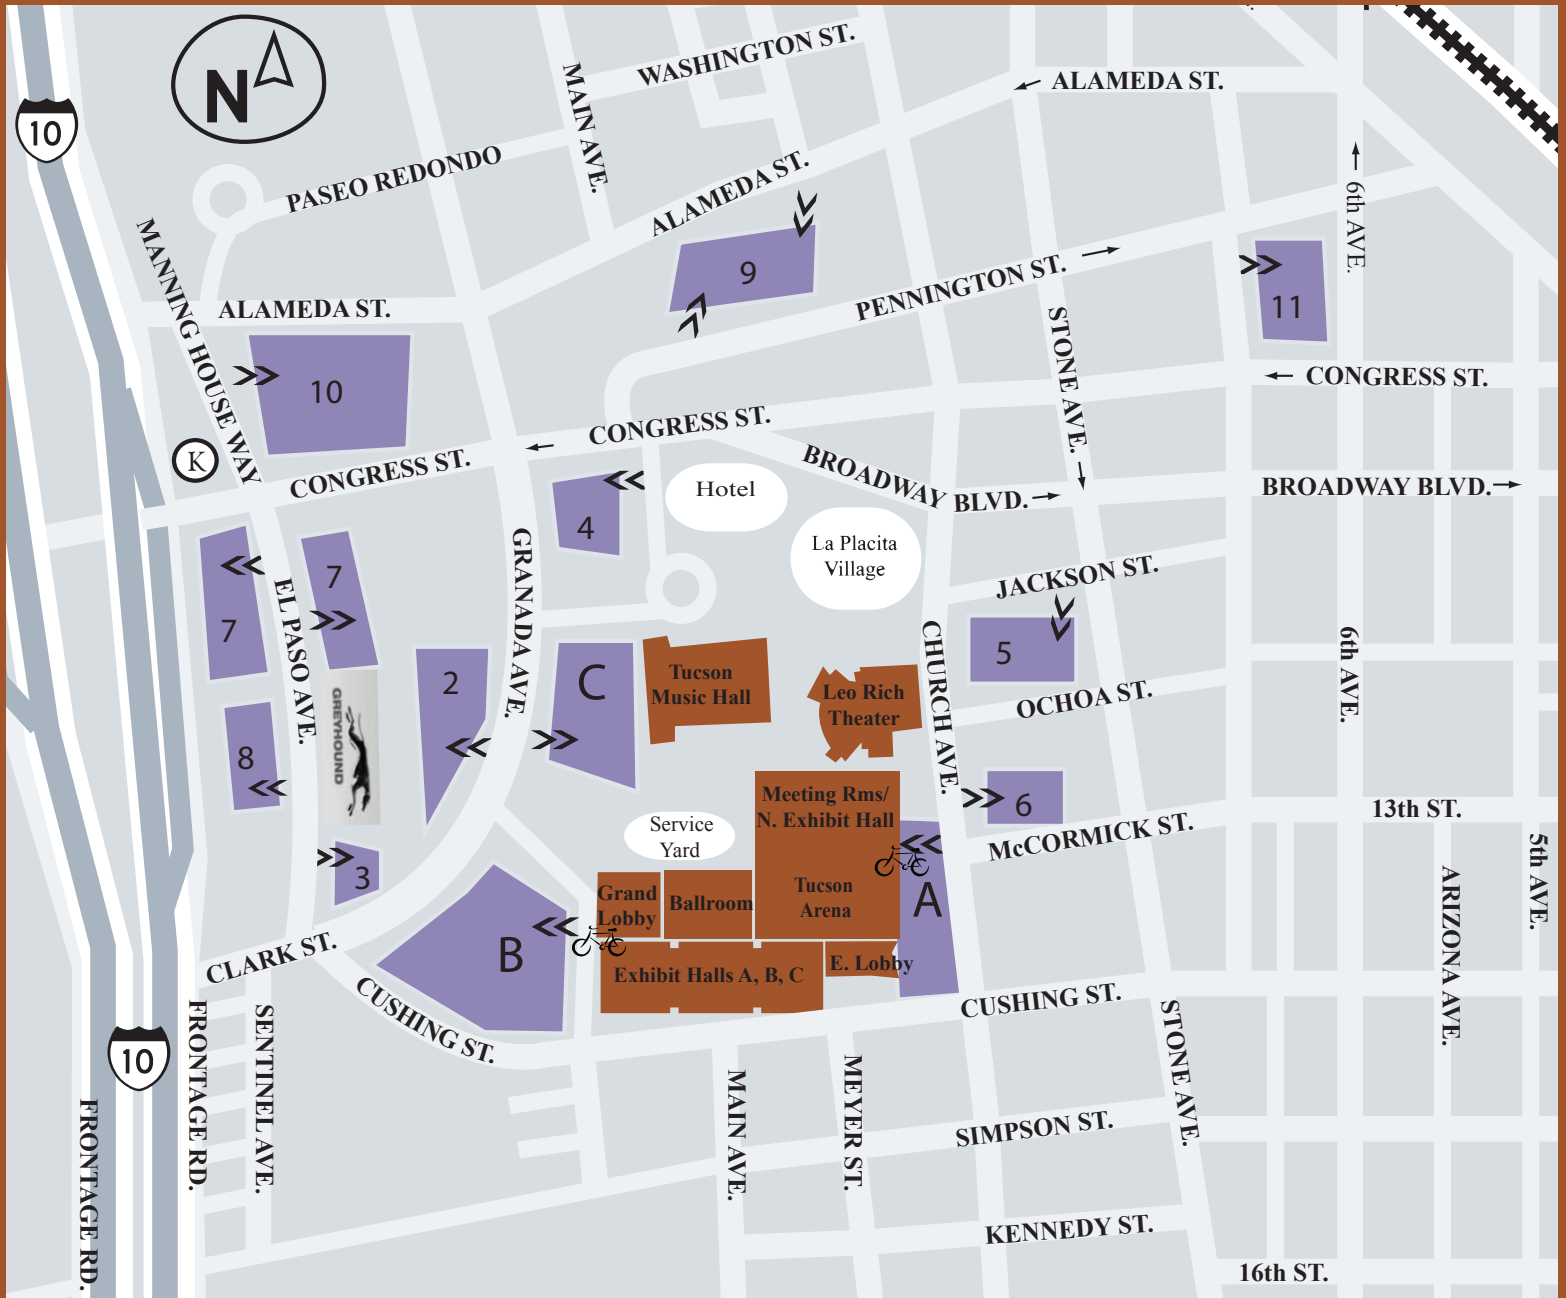 WASHINGTON ST.
ALAMEDA ST.
10
N
MAIN AVE.
PASEO REDONDO
ALAMEDA ST.
6th AVE.
MANNING HOUSE WAY
9
PENNINGTON ST.
11
ALAMEDA ST.
STONE AVE.
10
CONGRESS ST.
CONGRESS ST.
K
CONGRESS ST.
BROADWAY BLVD.
BROADWAY BLVD.
Hotel
4
GRANADA AVE.
La Placita
Village
JACKSON ST.
7
7
EL PASO AVE.
5
CHURCH AVE.
6th AVE.
2
C
Tucson
Music Hall
Leo Rich
Theater
OCHOA ST.
GREYHOUND
8
Meeting Rms/
N. Exhibit Hall
6
13th ST.
Service
Yard
McCORMICK ST.
5th AVE.
3
Grand
Lobby
Ballroom
Tucson
Arena
A
ARIZONA AVE.
B
CLARK ST.
Exhibit Halls A, B, C
E. Lobby
CUSHING ST.
CUSHING ST.
STONE AVE.
FRONTAGE RD.
SENTINEL AVE.
10
MAIN AVE.
MEYER ST.
FRONTAGE RD.
SIMPSON ST.
KENNEDY ST.
16th ST.